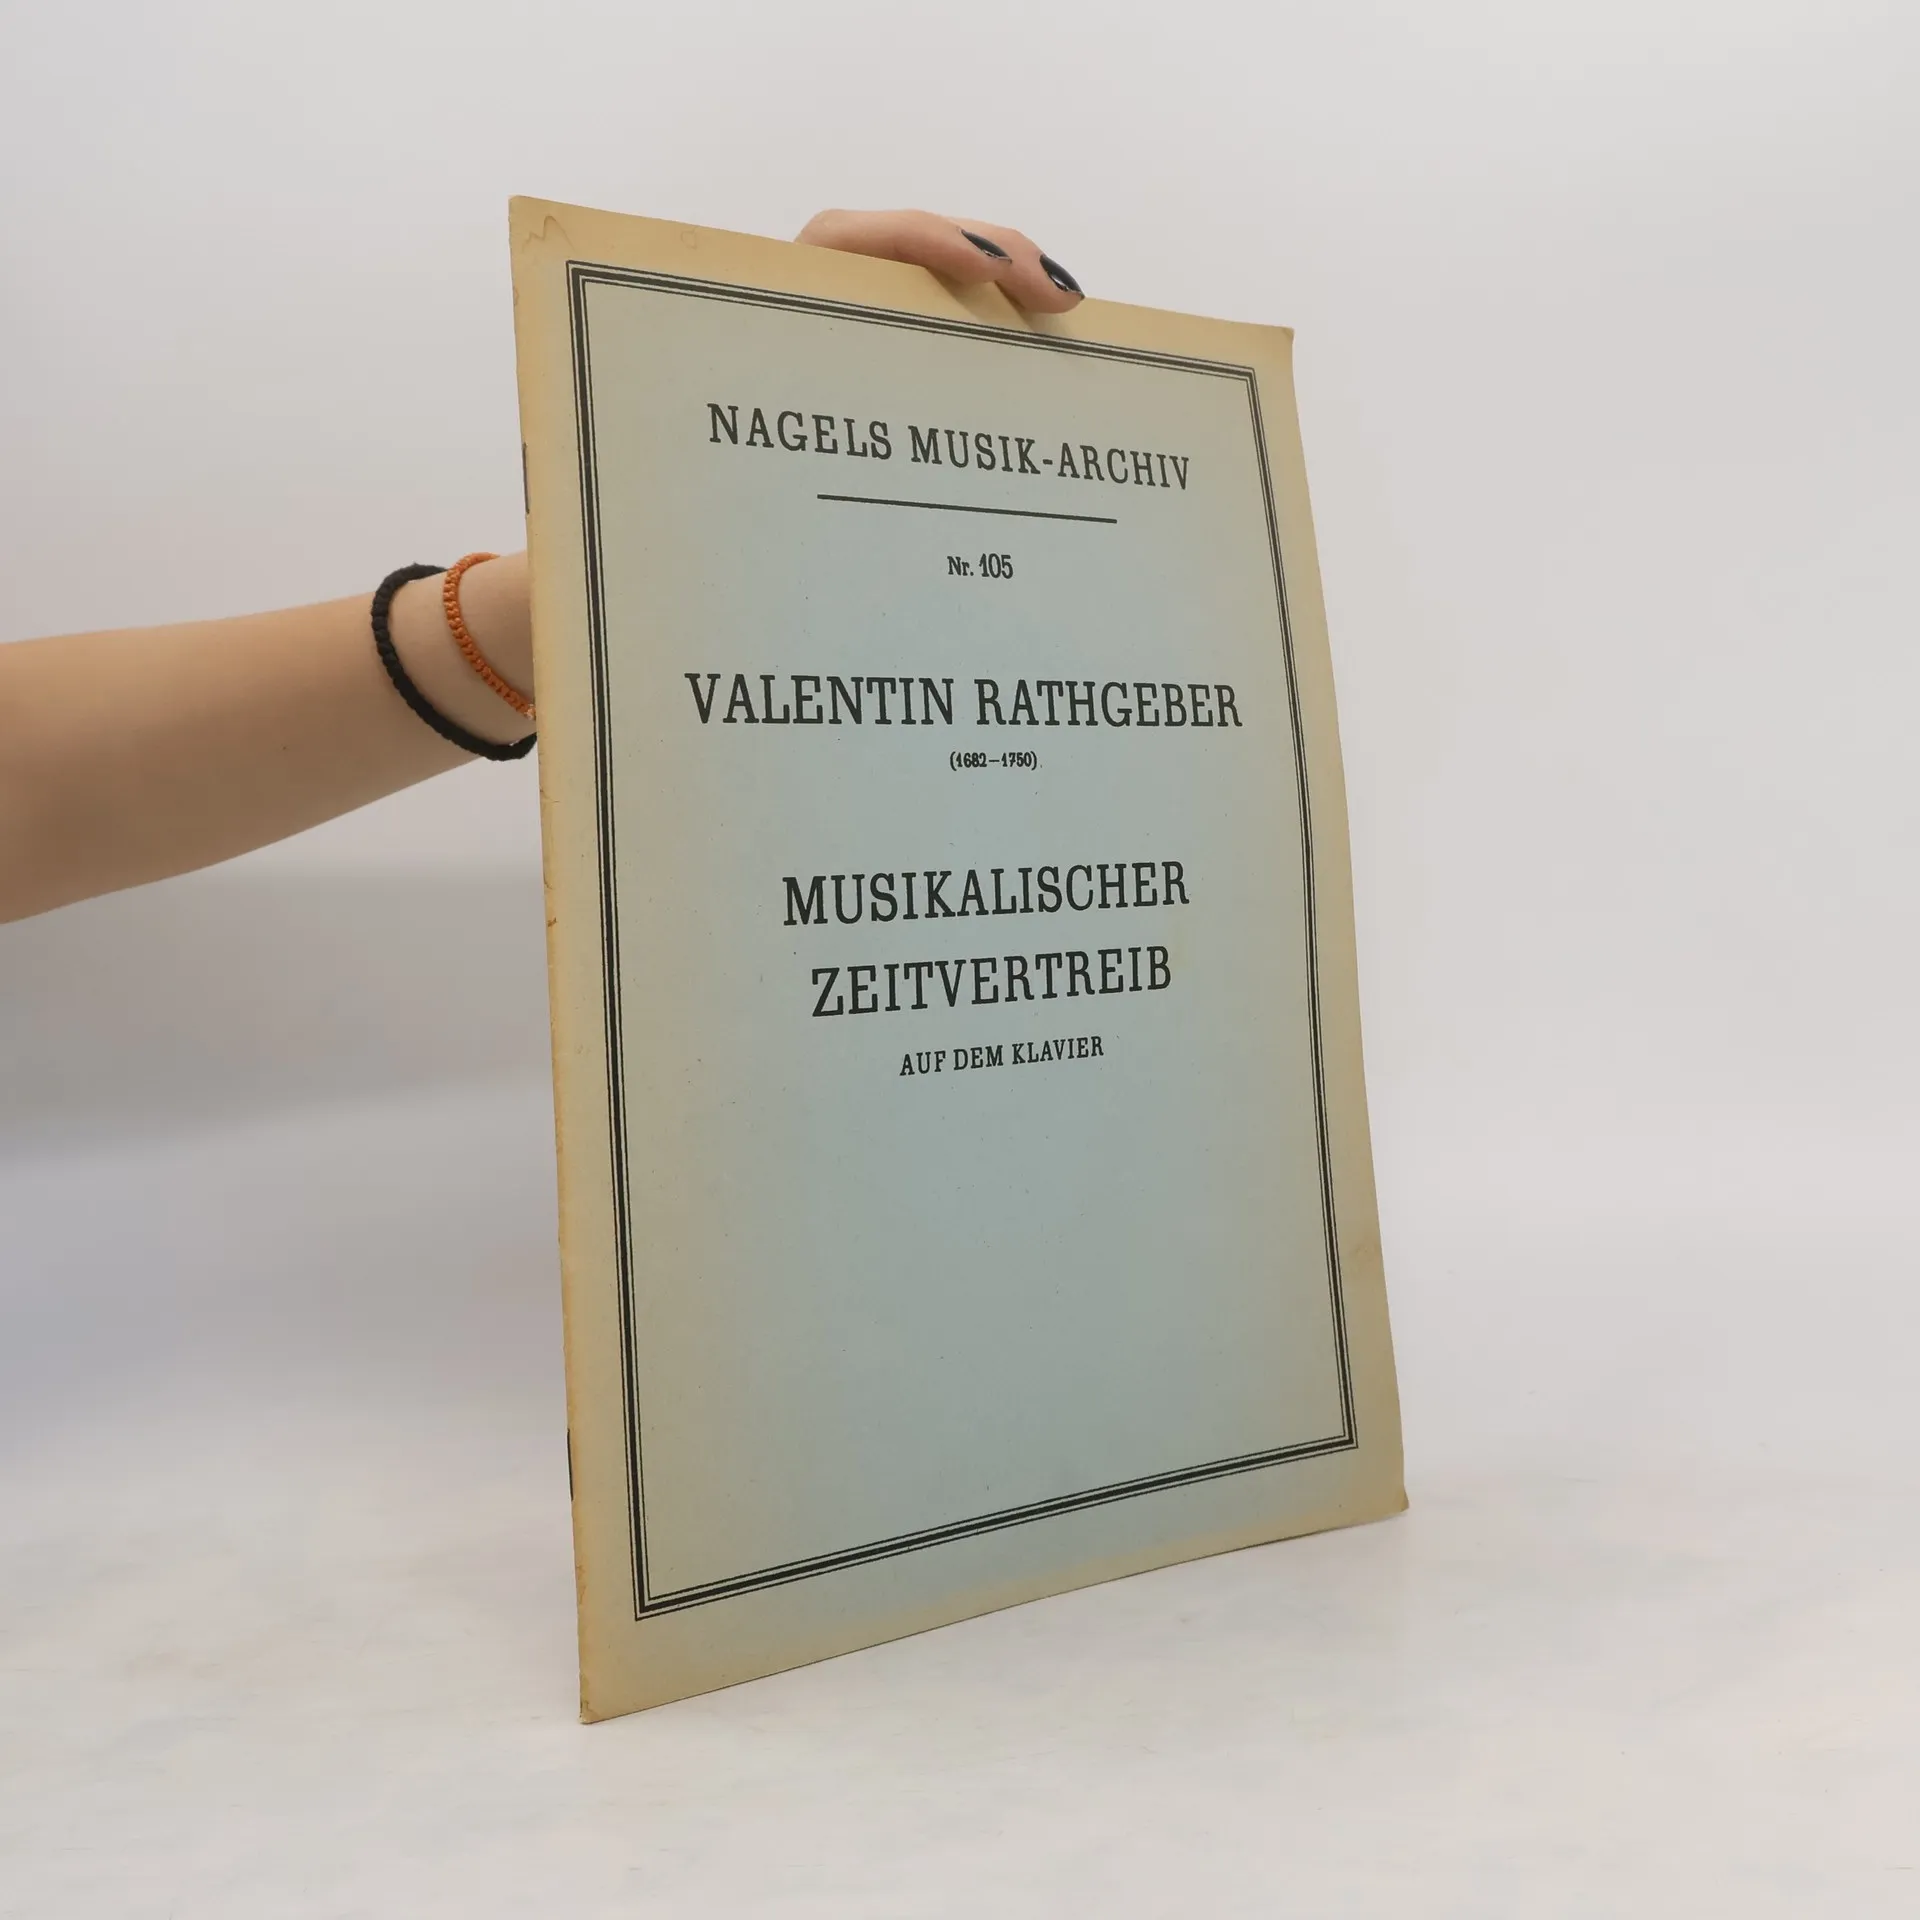 NAGELS MUSIK-ARCHIV
Nr. 105
VALENTIN RATHGEBER
(1682–1750)
MUSIKALISCHER
ZEITVERTREIB
AUF DEM KLAVIER